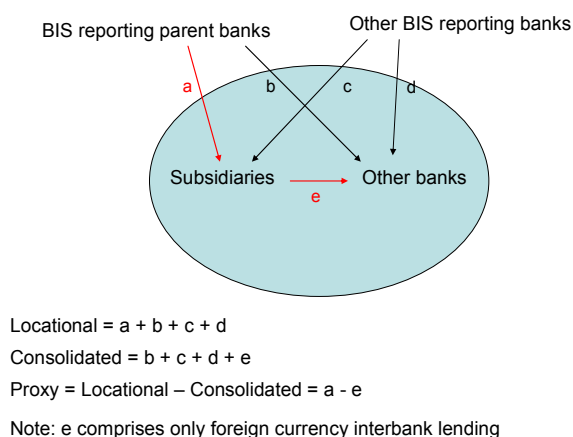 BIS reporting parent banks
Other BIS reporting banks
a
b
c
d
Subsidiaries
Other banks
e
Locational = a + b + c + d
Consolidated = b + c + d + e
Proxy = Locational – Consolidated = a - e
Note: e comprises only foreign currency interbank lending